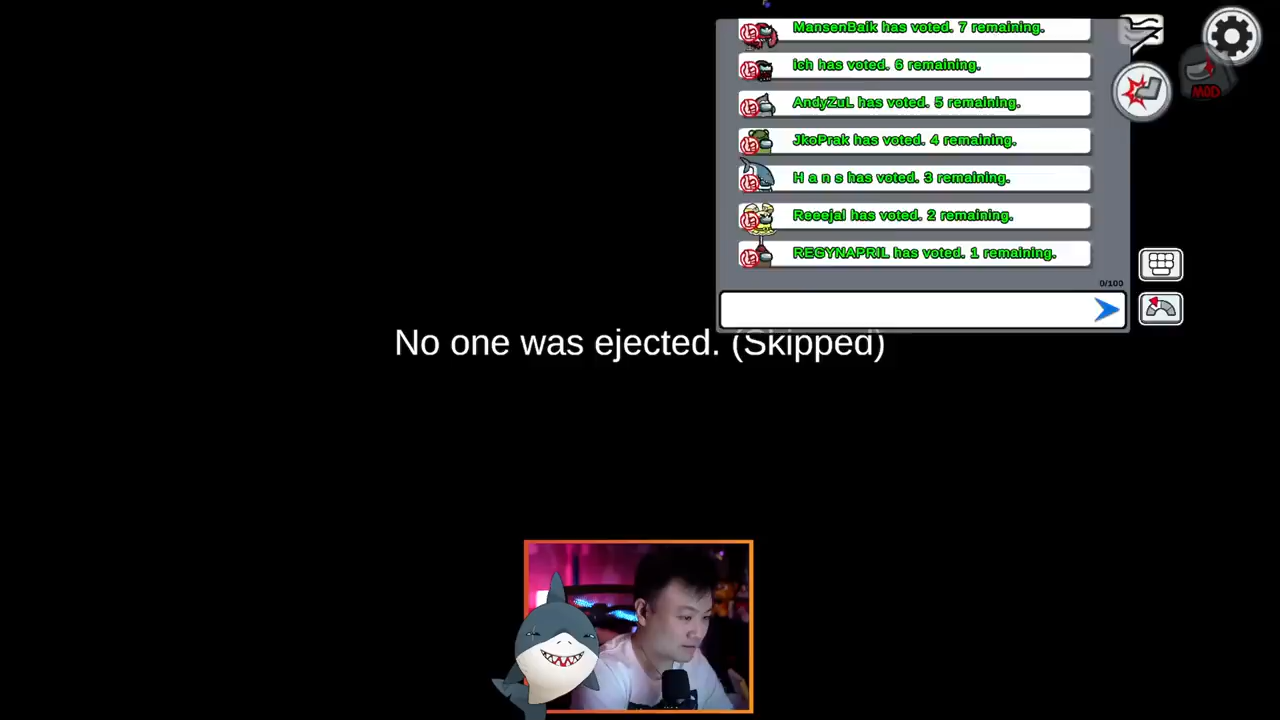 MansenBaik has voted. 7 remaining.
ich has voted. 6 remaining.
AndyZuL has voted. 5 remaining.
JkoPrak has voted. 4 remaining.
H a n s has voted. 3 remaining.
Reeejal has voted. 2 remaining.
REGYNAPRIL has voted. 1 remaining.
MOD
0/100
No one was ejected. (Skipped)